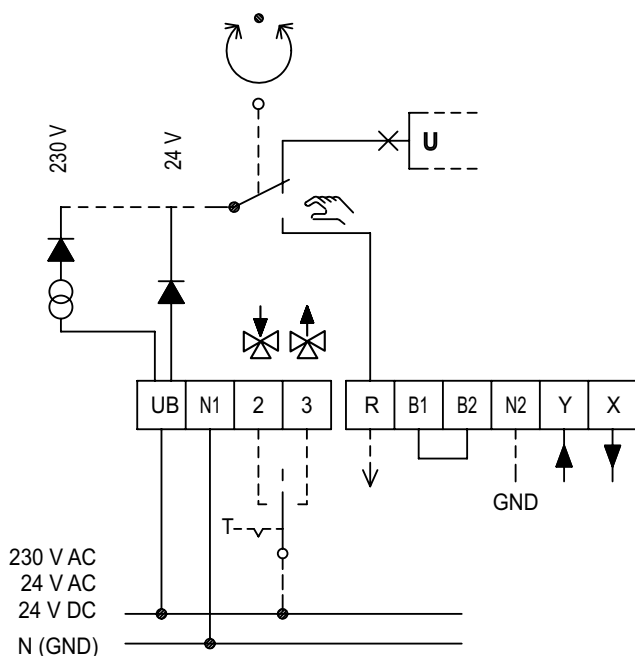 230 V
24 V
U
UB N1 2 3 R B1 B2 N2 Y X
GND
T
230 V AC
24 V AC
24 V DC
N (GND)